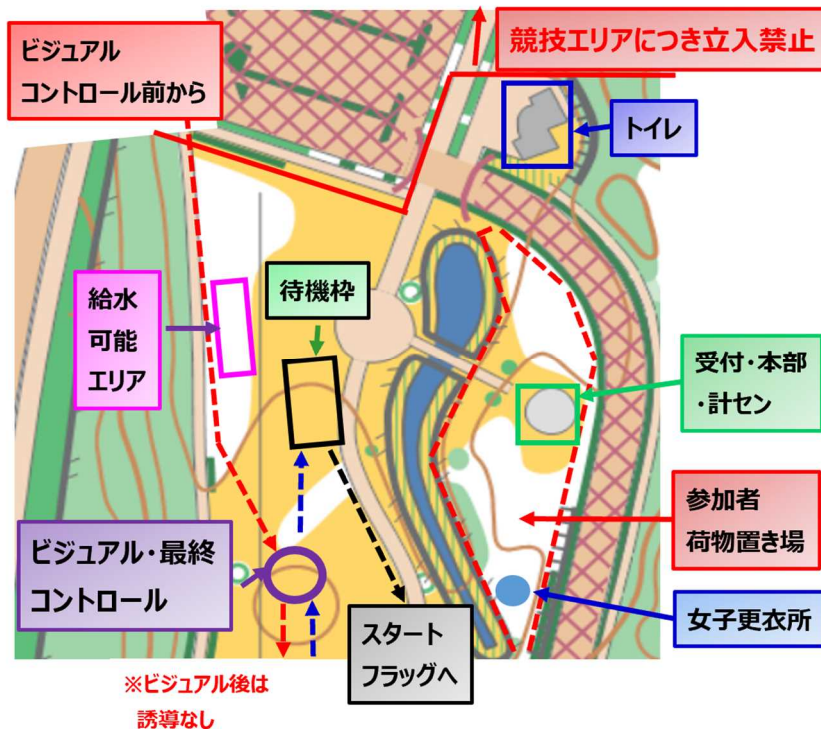 ビジュアル
コントロール前から
競技エリアにつき立入禁止
トイレ
給水
可能
エリア
待機枠
受付・本部
・計セン
参加者
荷物置き場
ビジュアル・最終
コントロール
女子更衣所
スタート
フラッグへ
※ビジュアル後は
誘導なし